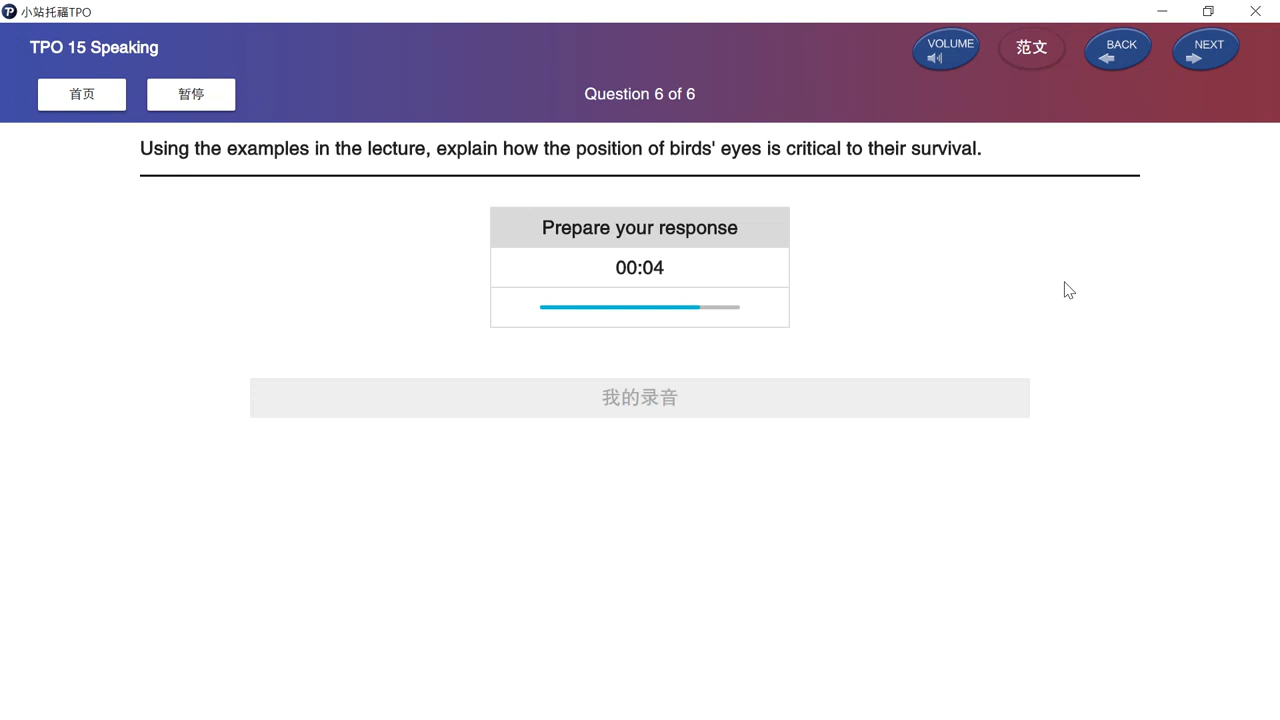 小站托福TPO
TPO 15 Speaking
VOLUME
范文
BACK
NEXT
首页
暂停
Question 6 of 6
Using the examples in the lecture, explain how the position of birds' eyes is critical to their survival.
Prepare your response
00:04
我的录音